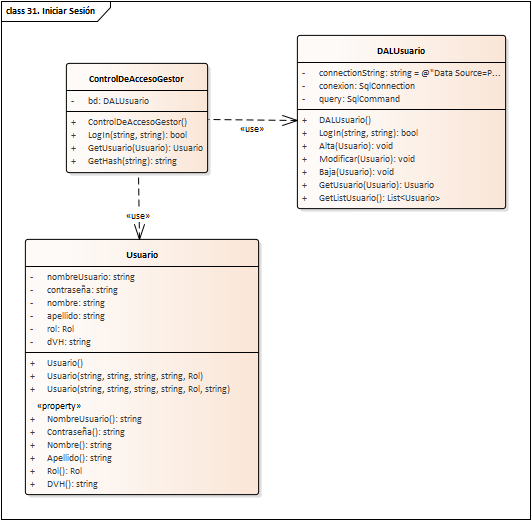 class 31. Iniciar Sesión
ControlDeAccesoGestor
- bd: DALUsuario
+ ControlDeAccesoGestor()
+ LogIn(string, string): bool
+ GetUsuario(Usuario): Usuario
+ GetHash(string): string
«use»
DALUsuario
- connectionString: string = @"Data Source=P...
- conexion: SqlConnection
- query: SqlCommand
+ DALUsuario()
+ LogIn(string, string): bool
+ Alta(Usuario): void
+ Modificar(Usuario): void
+ Baja(Usuario): void
+ GetUsuario(Usuario): Usuario
+ GetListUsuario(): List<Usuario>
«use»
Usuario
- nombreUsuario: string
- contraseña: string
- nombre: string
- apellido: string
- rol: Rol
- dVH: string
+ Usuario()
+ Usuario(string, string, string, string, Rol)
+ Usuario(string, string, string, string, Rol, string)
«property»
+ NombreUsuario(): string
+ Contraseña(): string
+ Nombre(): string
+ Apellido(): string
+ Rol(): Rol
+ DVH(): string